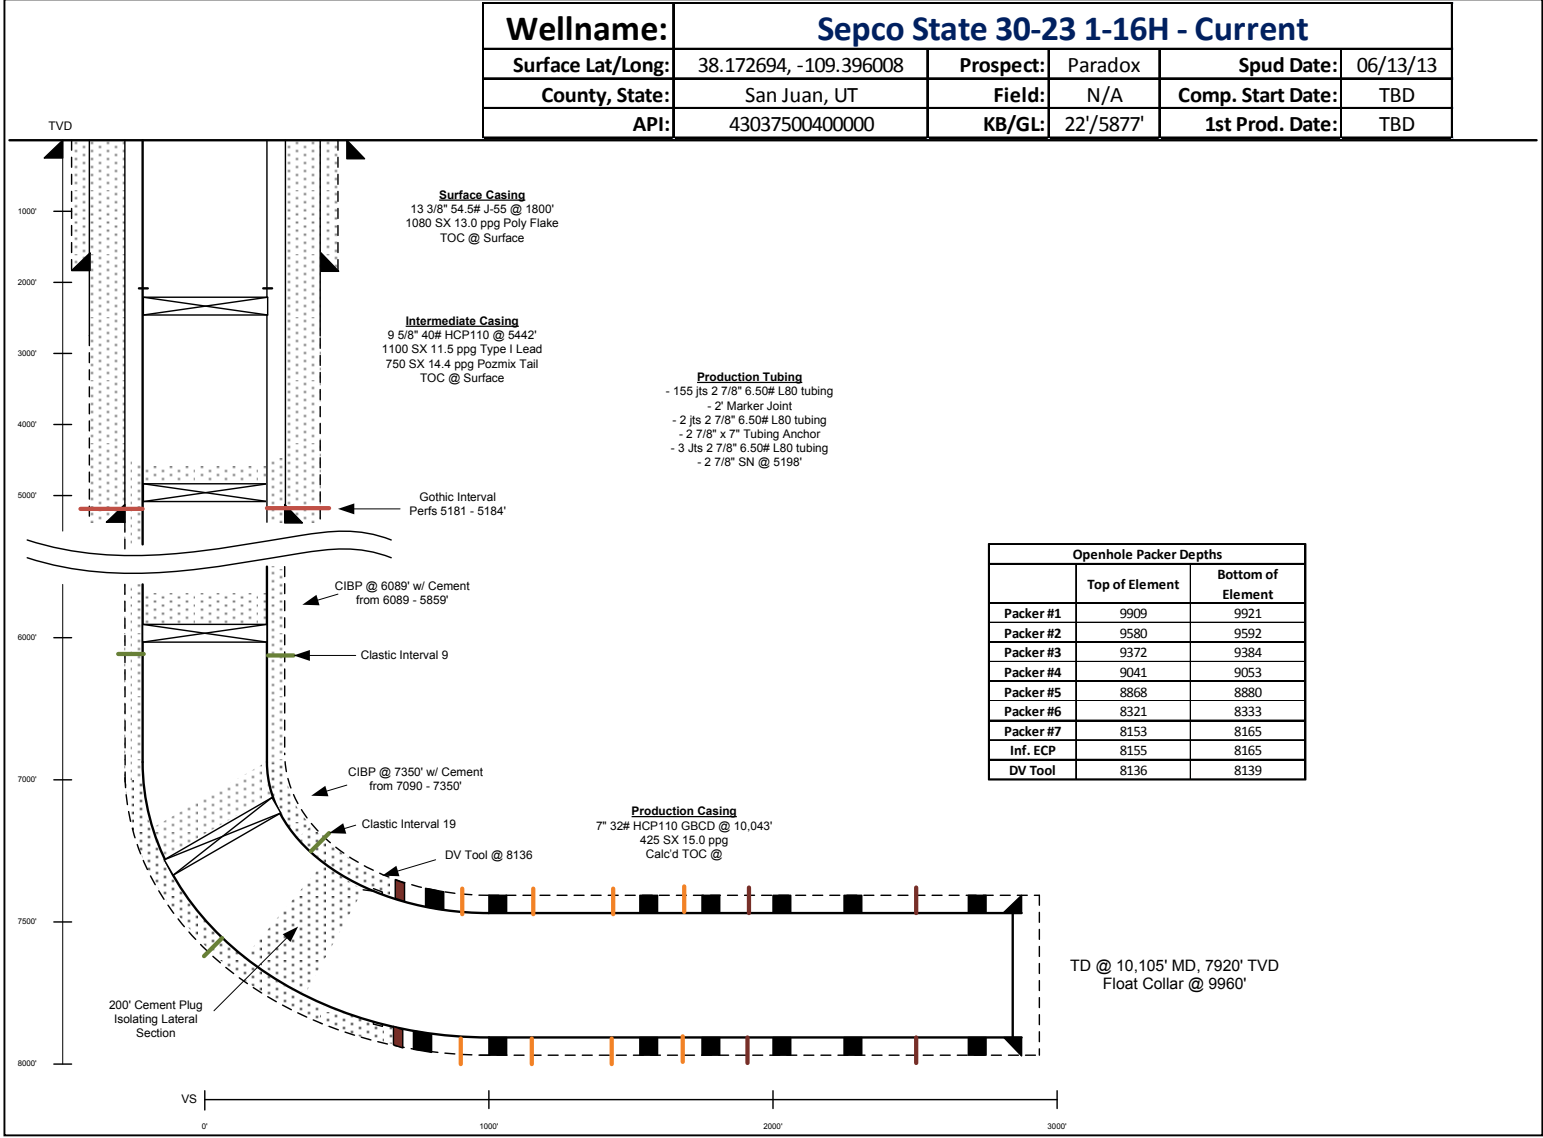 Wellname: Sepco State 30-23 1-16H - Current
Surface Lat/Long: 38.172694, -109.396008 Prospect: Paradox Spud Date: 06/13/13
County, State: San Juan, UT Field: N/A Comp. Start Date: TBD
API: 43037500400000 KB/GL: 22'/5877' 1st Prod. Date: TBD
TVD
1000'
2000'
3000'
4000'
5000'
6000'
7000'
7500'
8000'
Surface Casing
13 3/8" 54.5# J-55 @ 1800'
1080 SX 13.0 ppg Poly Flake
TOC @ Surface
Intermediate Casing
9 5/8" 40# HCP110 @ 5442'
1100 SX 11.5 ppg Type I Lead
750 SX 14.4 ppg Pozmix Tail
TOC @ Surface
Production Tubing
- 155 jts 2 7/8" 6.50# L80 tubing
- 2' Marker Joint
- 2 jts 2 7/8" 6.50# L80 tubing
- 2 7/8" x 7" Tubing Anchor
- 3 Jts 2 7/8" 6.50# L80 tubing
- 2 7/8" SN @ 5198'
Gothic Interval
Perfs 5181 - 5184'
CIBP @ 6089' w/ Cement
from 6089 - 5859'
Clastic Interval 9
Openhole Packer Depths
Top of Element Bottom of Element
Packer #1 9909 9921
Packer #2 9580 9592
Packer #3 9372 9384
Packer #4 9041 9053
Packer #5 8868 8880
Packer #6 8321 8333
Packer #7 8153 8165
Inf. ECP 8155 8165
DV Tool 8136 8139
CIBP @ 7350' w/ Cement
from 7090 - 7350'
Clastic Interval 19
DV Tool @ 8136
Production Casing
7" 32# HCP110 GBCD @ 10,043'
425 SX 15.0 ppg
Calc'd TOC @
TD @ 10,105' MD, 7920' TVD
Float Collar @ 9960'
200' Cement Plug
Isolating Lateral
Section
VS
0' 1000' 2000' 3000'